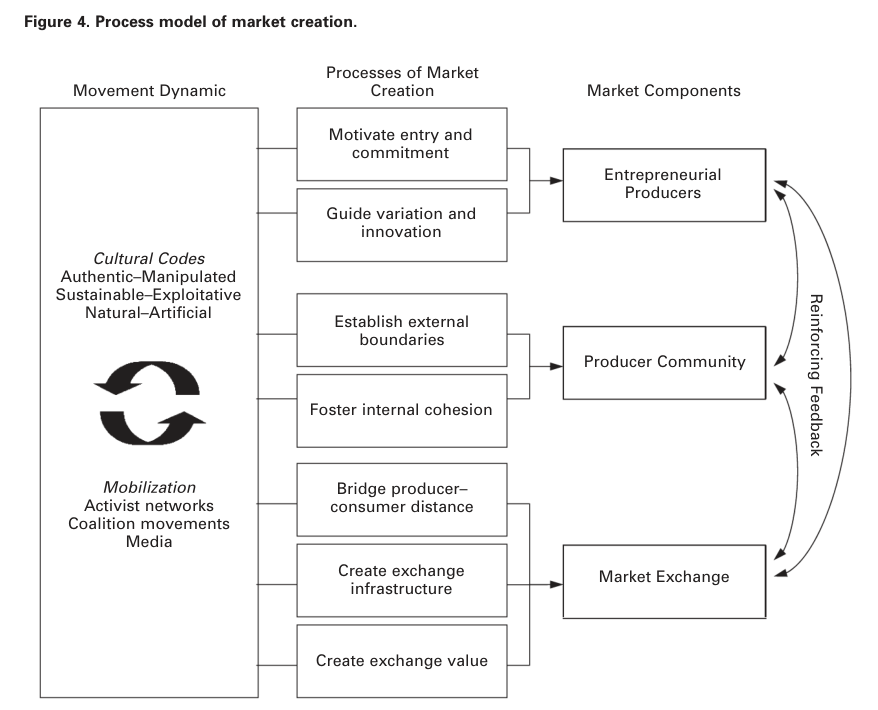 Figure 4. Process model of market creation.
Movement Dynamic
Processes of Market
Creation
Market Components
Cultural Codes
Authentic–Manipulated
Sustainable–Exploitative
Natural–Artificial
Mobilization
Activist networks
Coalition movements
Media
Motivate entry and
commitment
Guide variation and
innovation
Establish external
boundaries
Foster internal cohesion
Bridge producer–
consumer distance
Create exchange
infrastructure
Create exchange value
Entrepreneurial
Producers
Producer Community
Market Exchange
Reinforcing Feedback